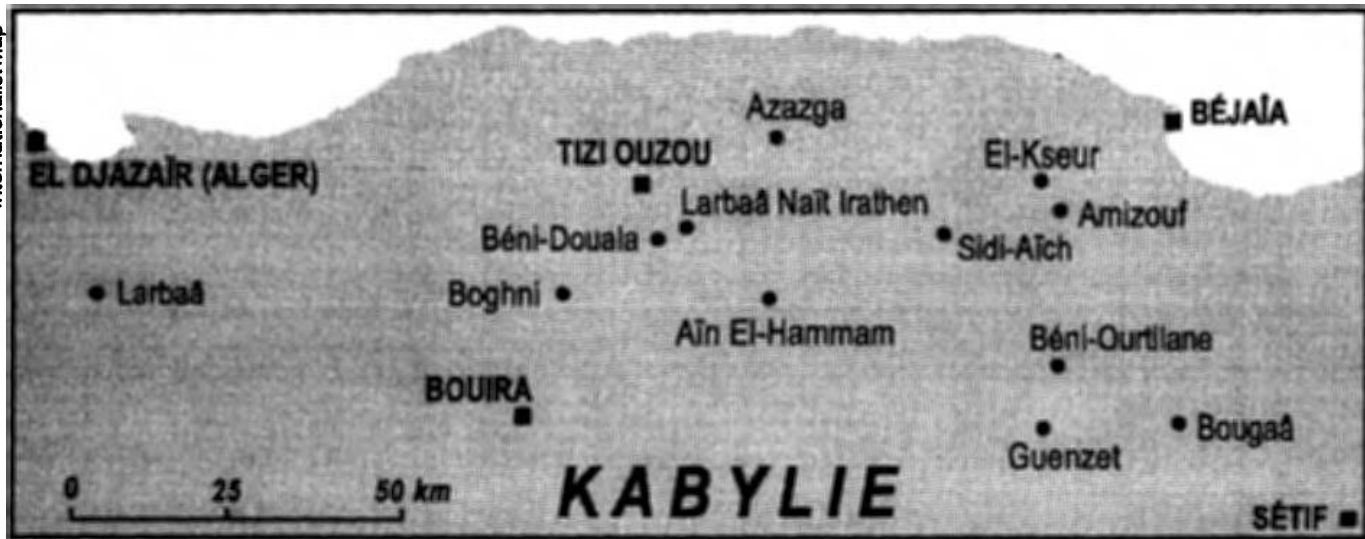 Azazga
BÉJAÏA
TIZI OUZOU
El-Kseur
EL DJAZAÏR (ALGER)
Larbaâ Naït Irathen
Amizouf
Béni-Douala
Sidi-Aïch
Larbaâ
Boghni
Aïn El-Hammam
Béni-Ourtilane
BOUIRA
Bougaâ
Guenzet
0 25 50 km
KABYLIE
SÉTIF